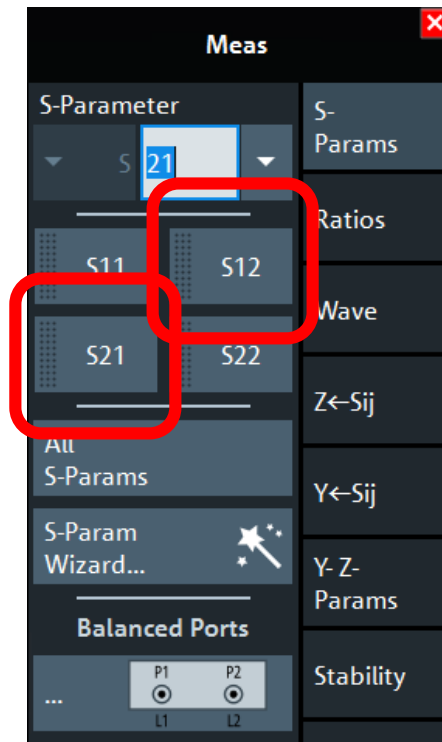 Meas
S-Parameter
S 21
S11 S12
S21 S22
All
S-Params
S-Param
Wizard...
Balanced Ports
... P1 P2
L1 L2
S-
Params
Ratios
Wave
Z←Sij
Y←Sij
Y- Z-
Params
Stability